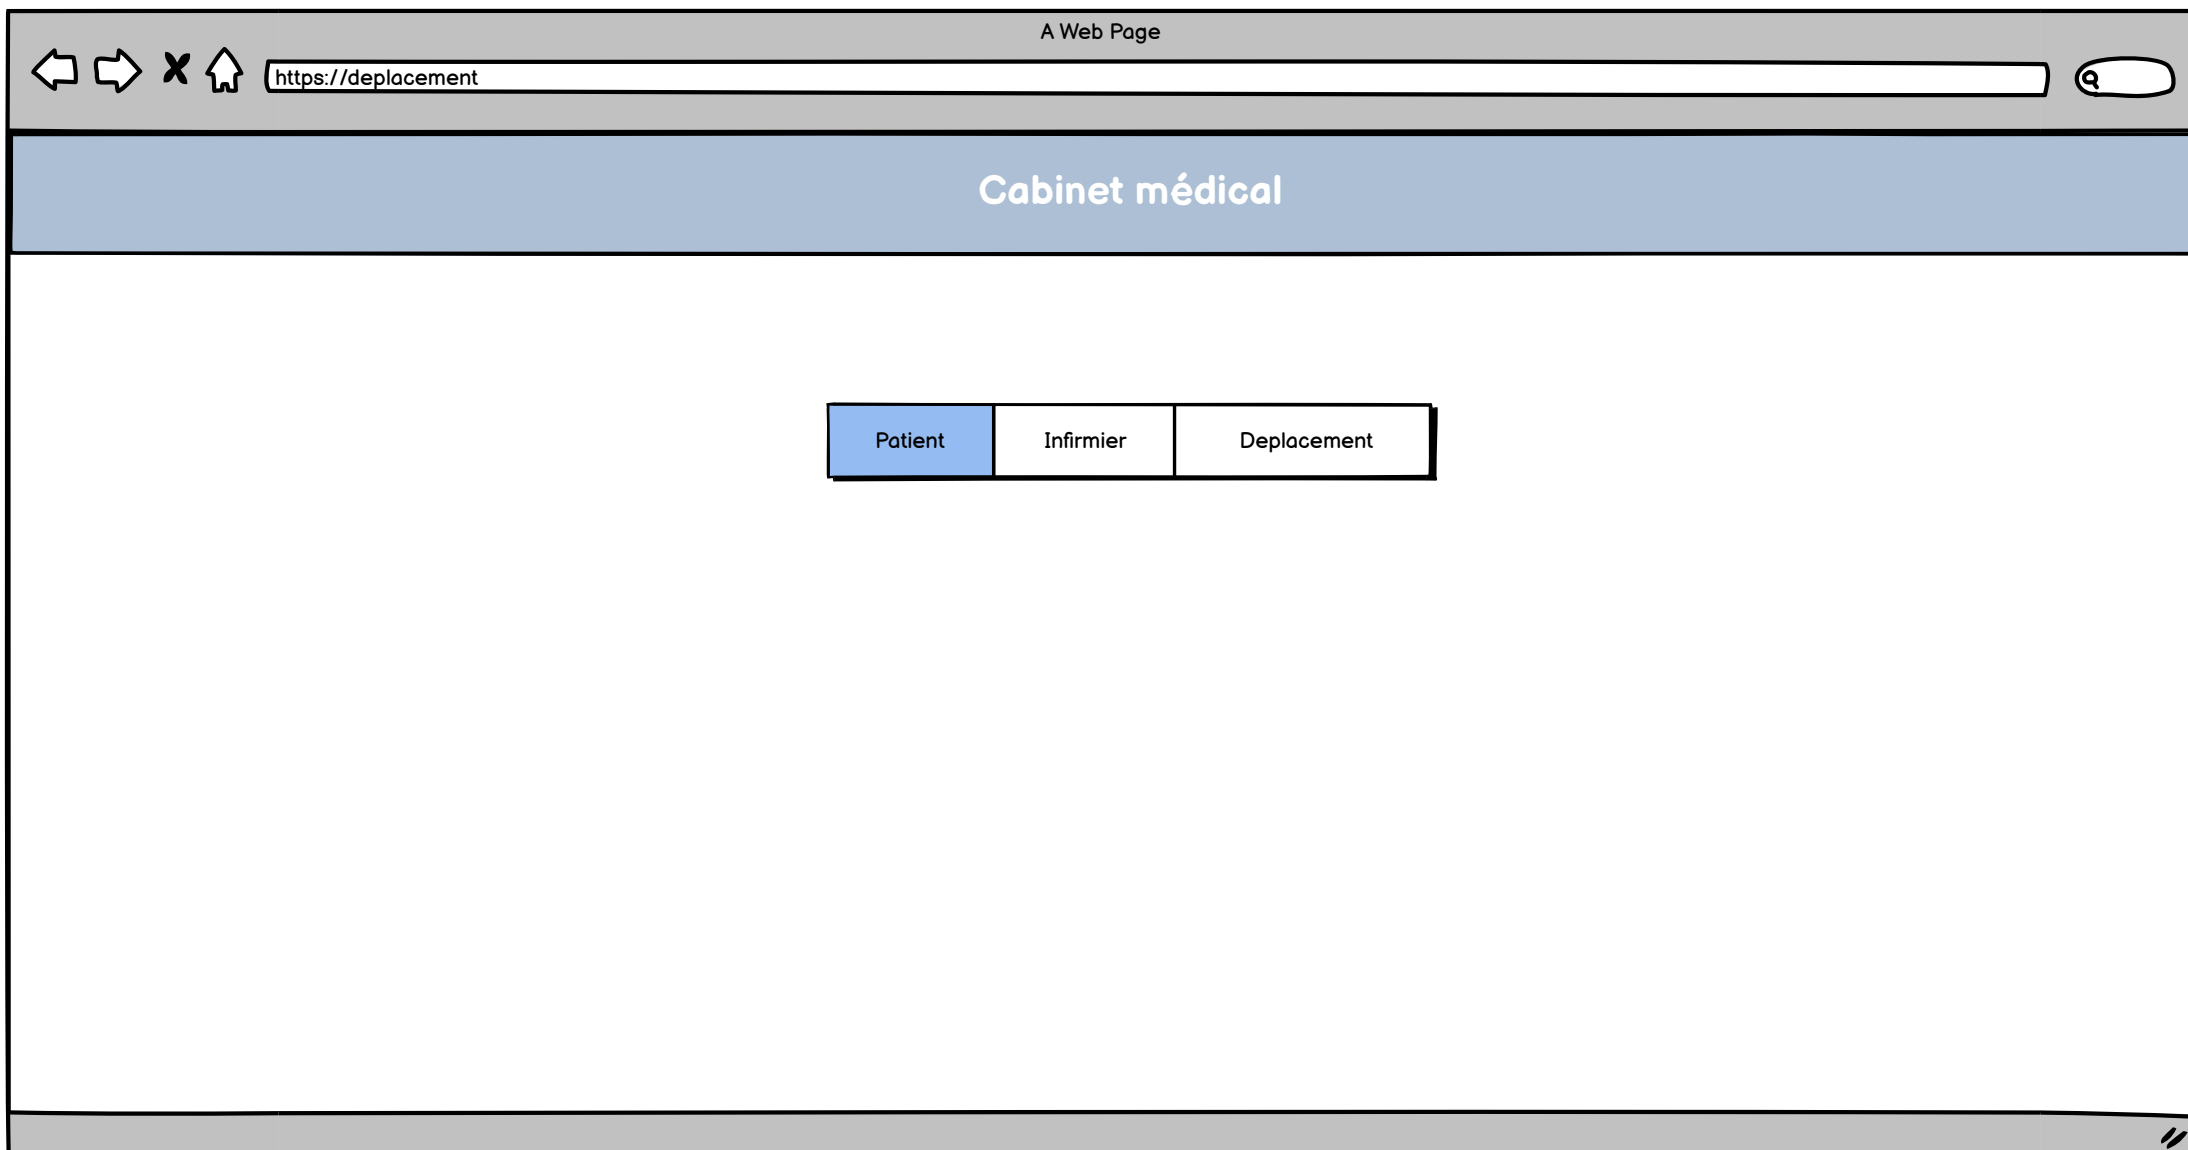 A Web Page
https://deplacement
Cabinet médical
Patient
Infirmier
Deplacement